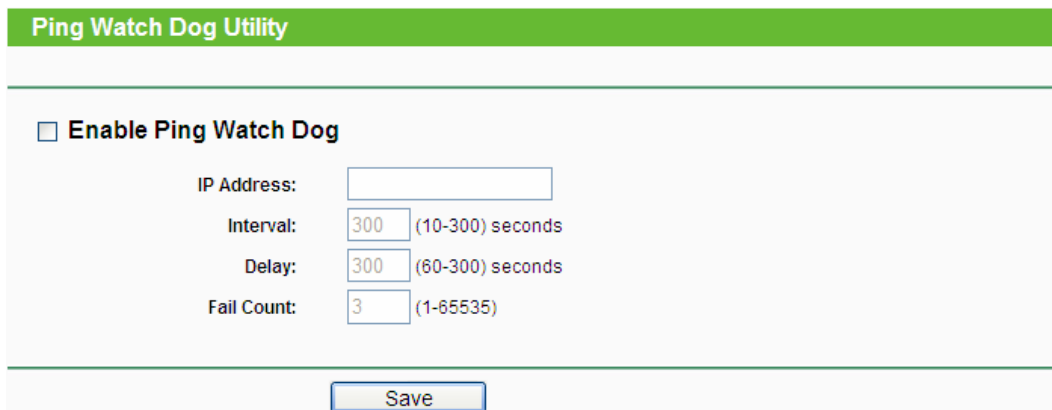 Ping Watch Dog Utility
Enable Ping Watch Dog
IP Address:
Interval: 300 (10-300) seconds
Delay: 300 (60-300) seconds
Fail Count: 3 (1-65535)
Save